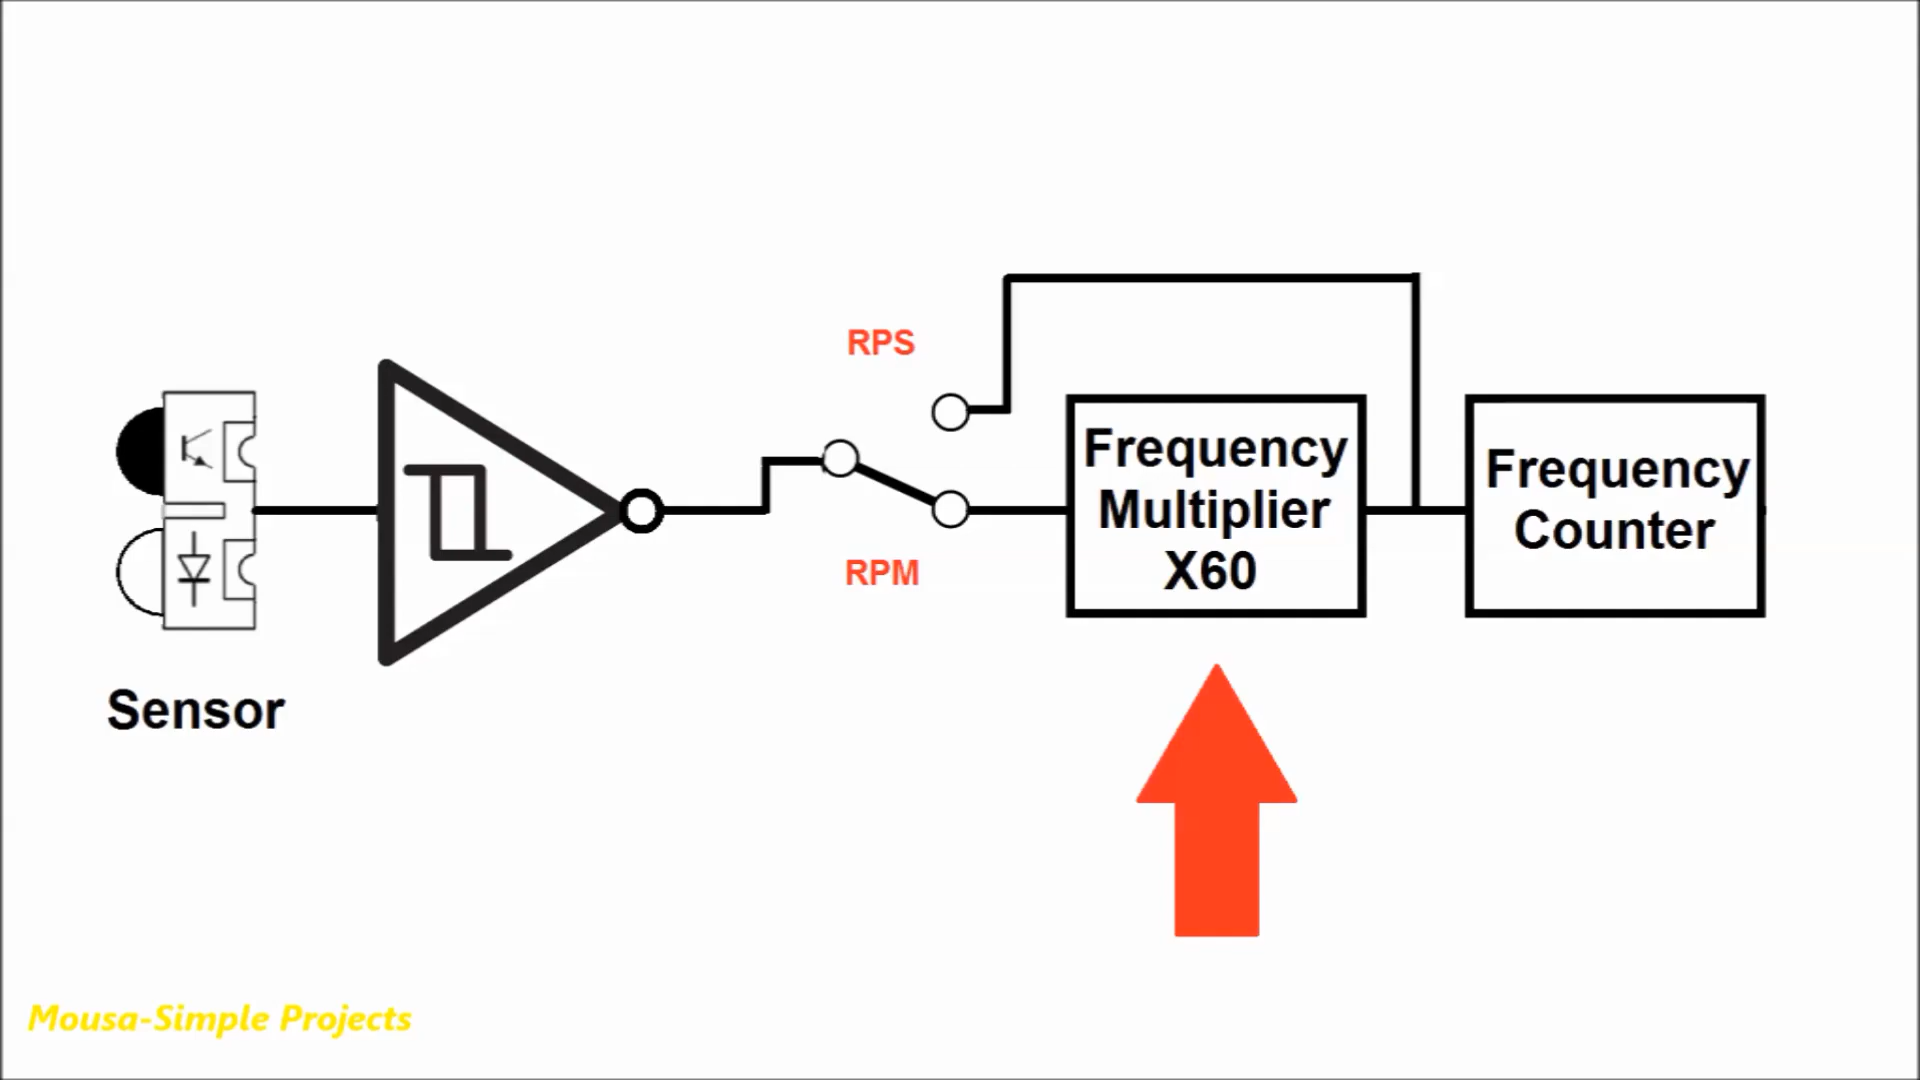 RPS
RPM
Frequency
Multiplier
X60
Frequency
Counter
Sensor
Mousa-Simple Projects